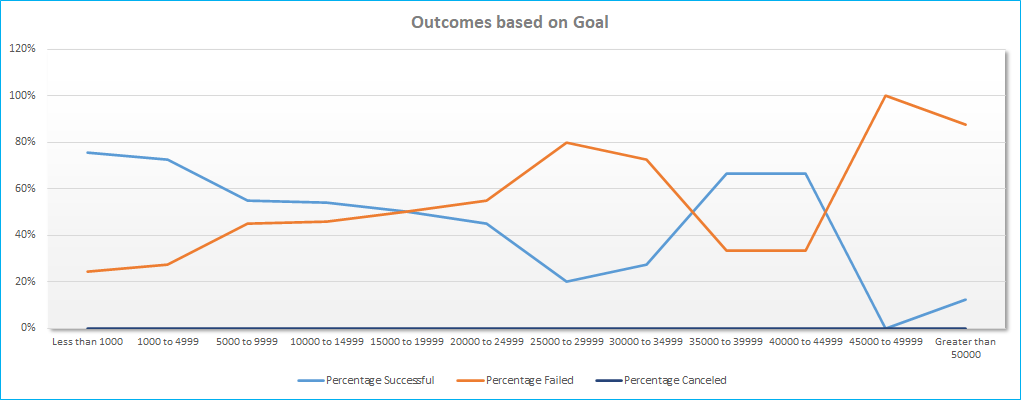 Outcomes based on Goal
120%
100%
80%
60%
40%
20%
0%
Less than 1000 1000 to 4999 5000 to 9999 10000 to 14999 15000 to 19999 20000 to 24999 25000 to 29999 30000 to 34999 35000 to 39999 40000 to 44999 45000 to 49999 Greater than
50000
Percentage Successful Percentage Failed Percentage Canceled